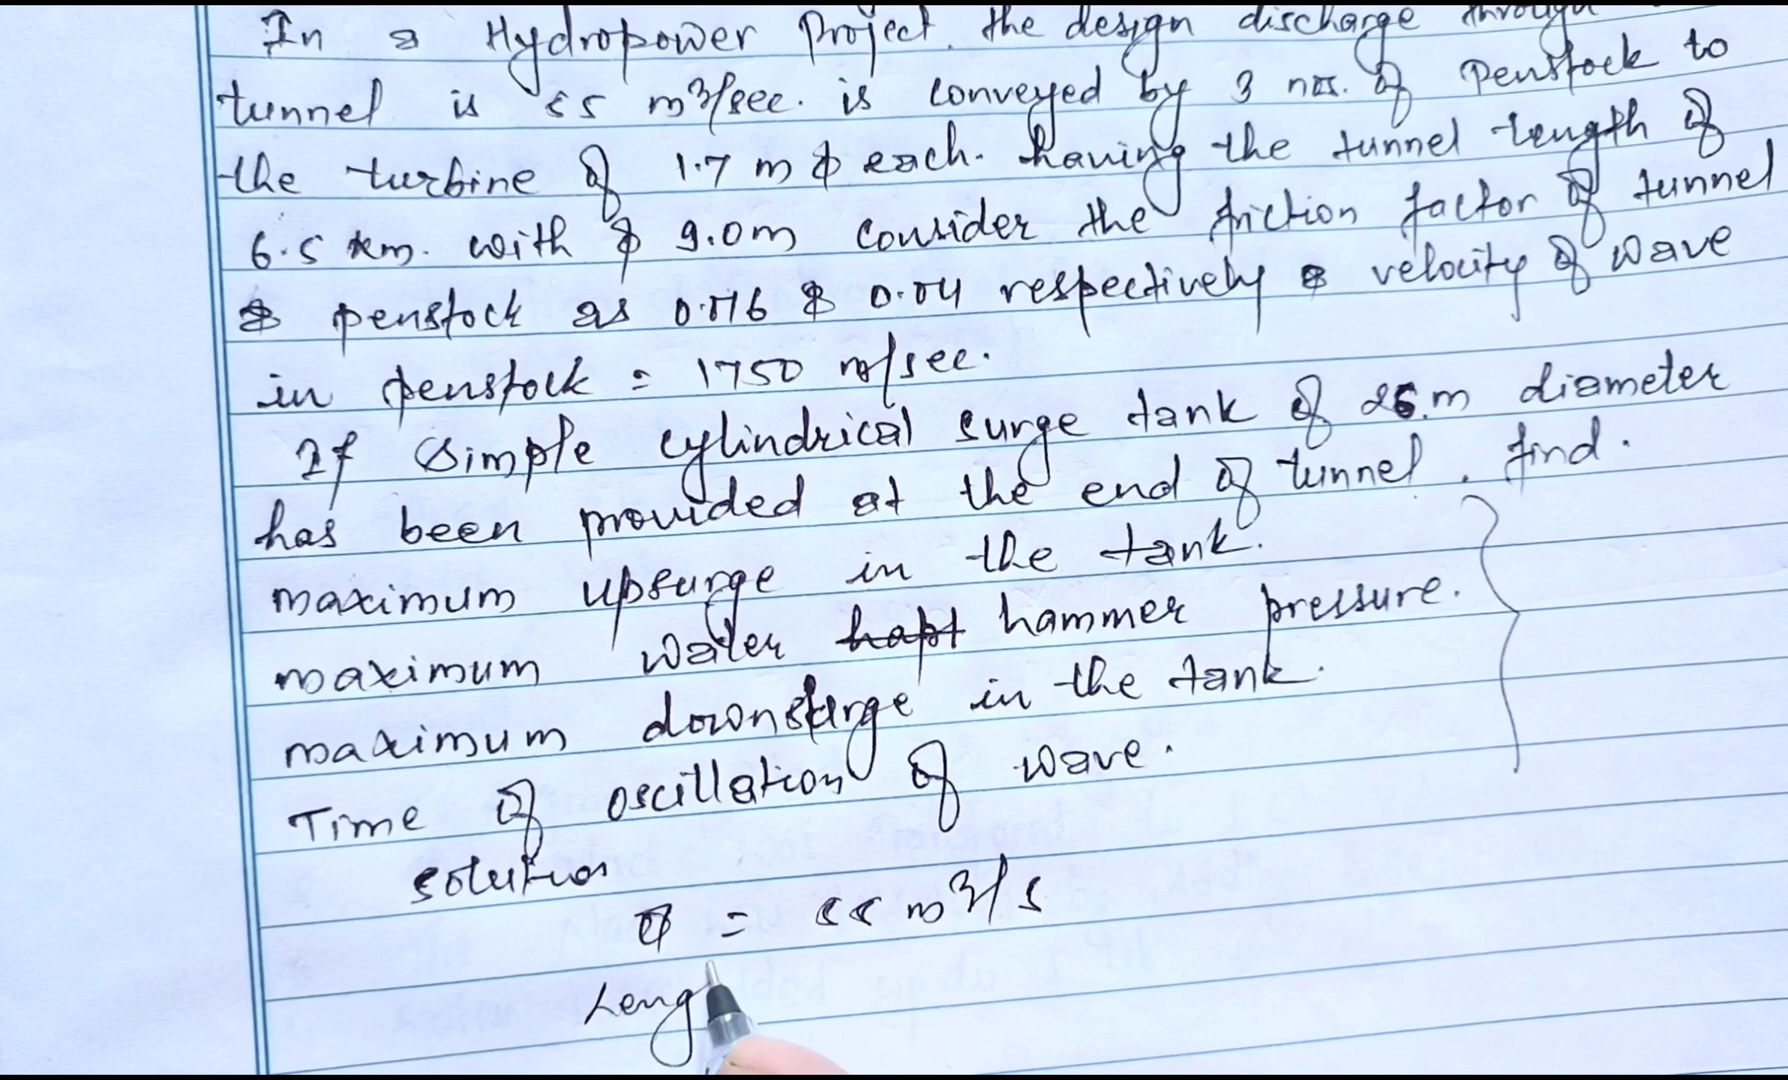 In a Hydropower Project. the design discharge through
tunnel is 55 m3/sec. is conveyed by 3 nos. of Penstock to
the turbine of 1.7 m ϕ each. having the tunnel length of
6.5 km. with ϕ 9.0m consider the friction factor of tunnel
& penstock as 0.016 & 0.04 respectively & velocity of wave
in penstock = 1750 m/sec.
If simple cylindrical surge tank of m diameter
has been provided at the end of tunnel. find.
maximum upsurge in the tank.
maximum water hammer pressure.
maximum downsurge in the tank.
Time of oscillation of wave.
solution
Q = 55 m3/s
Leng